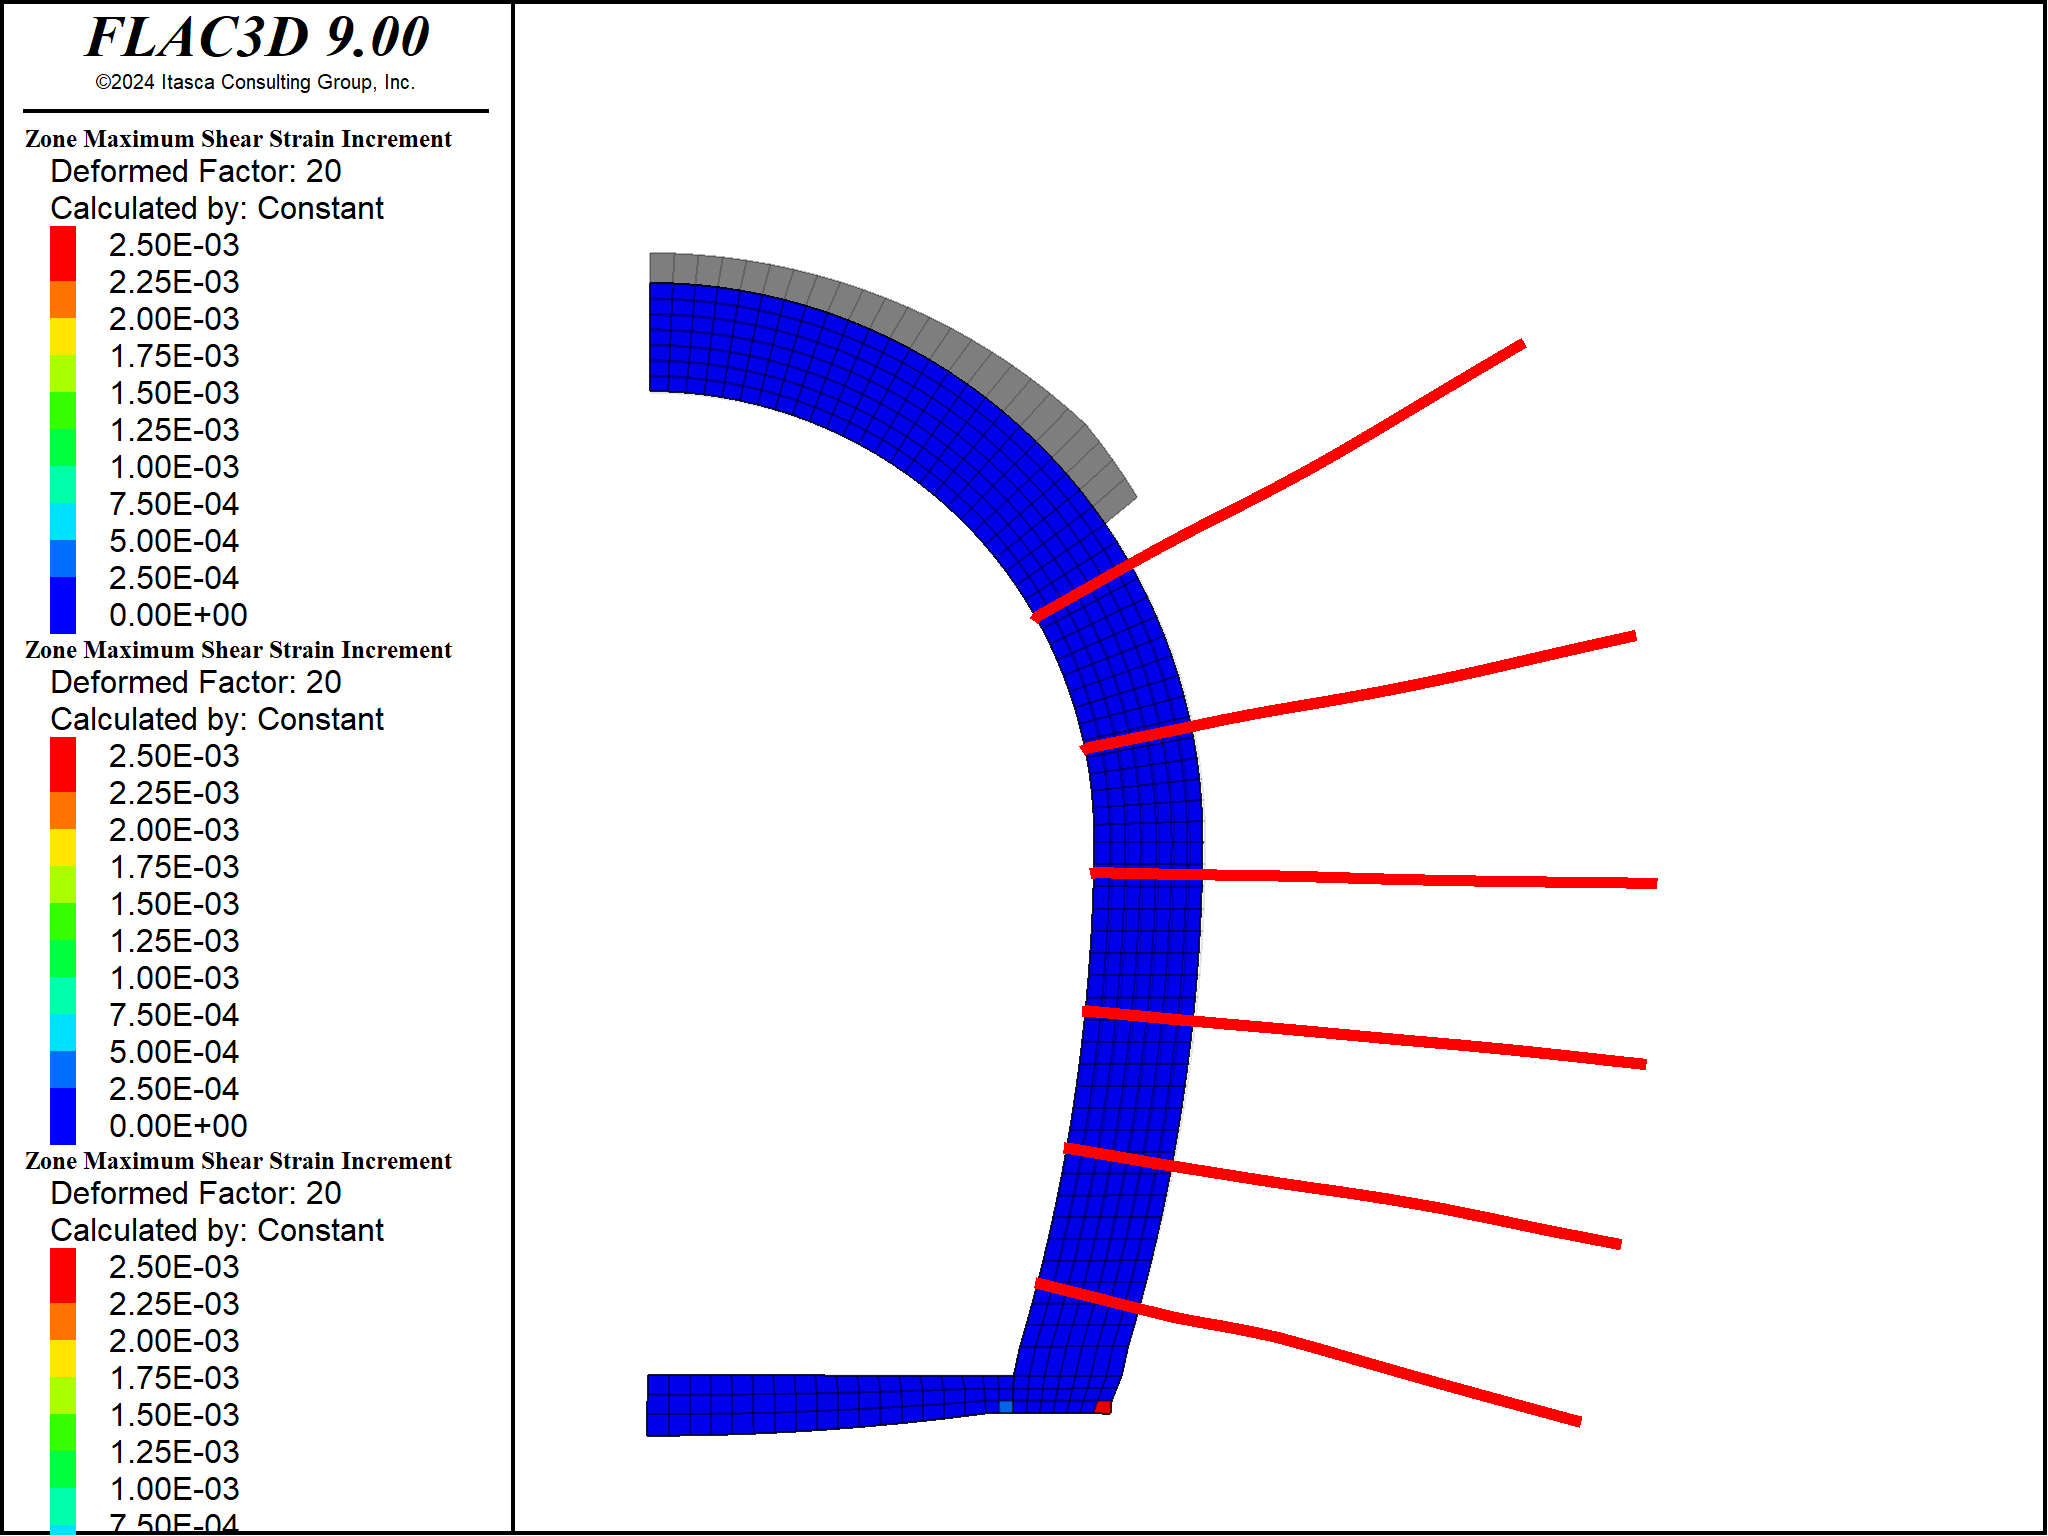 FLAC3D 9.00
©2024 Itasca Consulting Group, Inc.
Zone Maximum Shear Strain Increment
Deformed Factor: 20
Calculated by: Constant
2.50E-03
2.25E-03
2.00E-03
1.75E-03
1.50E-03
1.25E-03
1.00E-03
7.50E-04
5.00E-04
2.50E-04
0.00E+00
Zone Maximum Shear Strain Increment
Deformed Factor: 20
Calculated by: Constant
2.50E-03
2.25E-03
2.00E-03
1.75E-03
1.50E-03
1.25E-03
1.00E-03
7.50E-04
5.00E-04
2.50E-04
0.00E+00
Zone Maximum Shear Strain Increment
Deformed Factor: 20
Calculated by: Constant
2.50E-03
2.25E-03
2.00E-03
1.75E-03
1.50E-03
1.25E-03
1.00E-03
7.50E-04